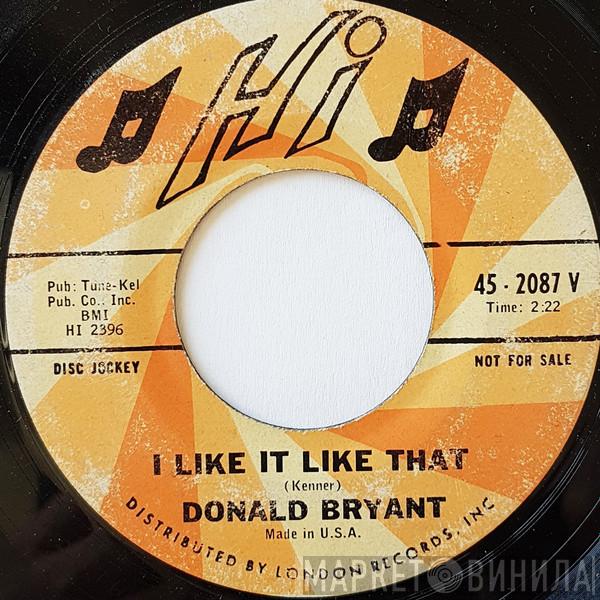 Hi
Pub: Tune-Kel
Pub. Co., Inc.
BMI
HI 2396
45 - 2087 V
Time: 2:22
DISC JOCKEY
NOT FOR SALE
I LIKE IT LIKE THAT
(Kenner)
DONALD BRYANT
Made in U.S.A.
DISTRIBUTED BY LONDON RECORDS, INC
МАРКЕТ ВИНИЛА